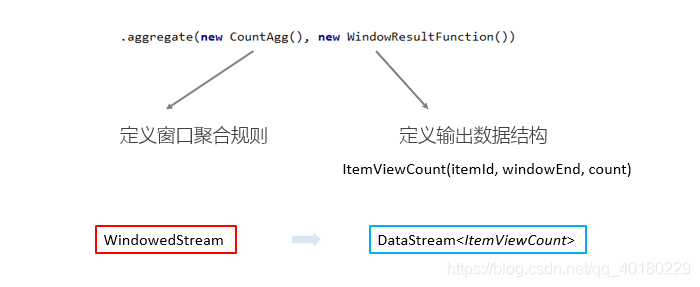 .aggregate(new CountAgg(), new WindowResultFunction())
定义窗口聚合规则
定义输出数据结构
ItemViewCount(itemId, windowEnd, count)
WindowedStream
DataStream<ItemViewCount>
https://blog.csdn.net/qq_40180229